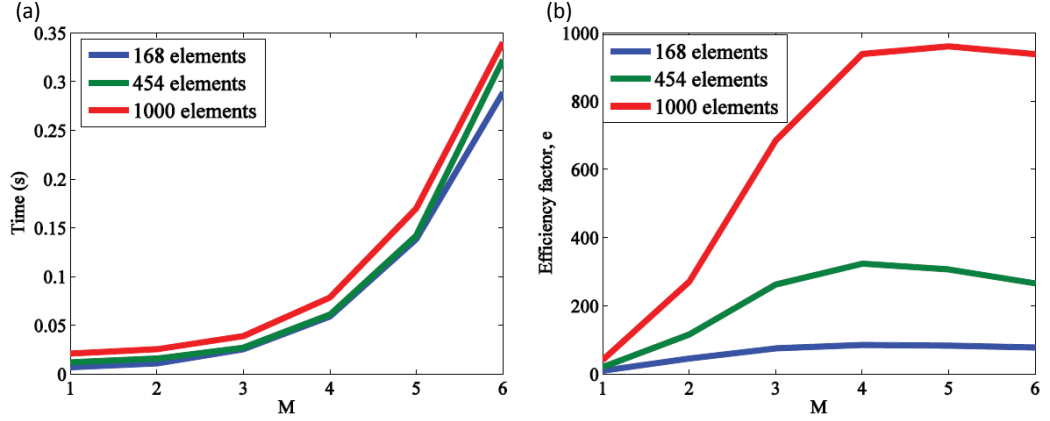 (a)
0.35
0.3
0.25
0.2
0.15
0.1
0.05
0
Time (s)
168 elements
454 elements
1000 elements
1 2 3 4 5 6
M
(b)
1000
800
600
400
200
0
Efficiency factor, e
168 elements
454 elements
1000 elements
1 2 3 4 5 6
M